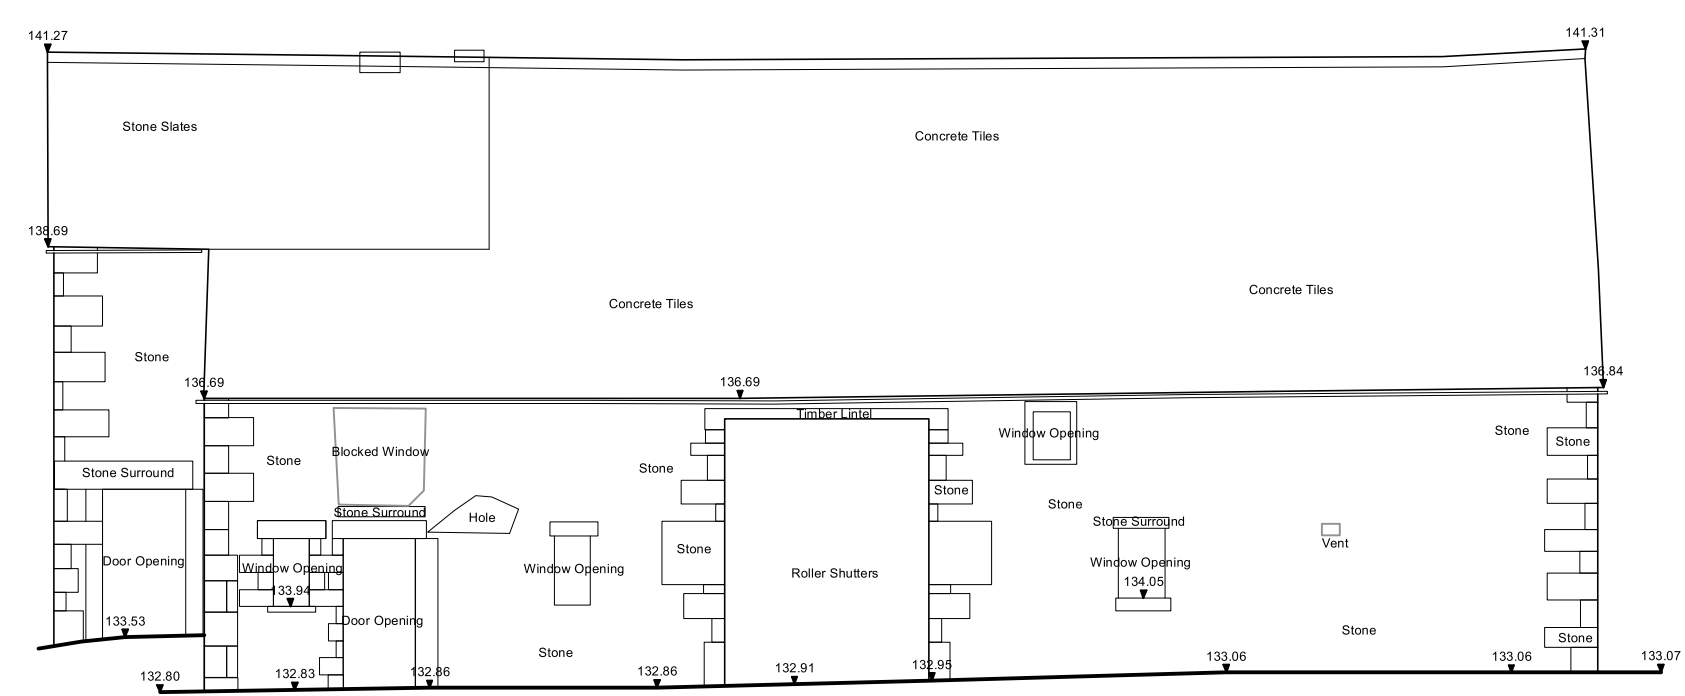 141.27
141.31
Stone Slates
Concrete Tiles
138.69
Concrete Tiles
Concrete Tiles
Stone
136.69
136.69
136.84
Timber Lintel
Window Opening
Stone
Stone
Blocked Window
Stone
Stone
Stone
Stone Surround
Stone
Stone
Stone Surround
Hole
Stone Surround
Vent
Stone
Door Opening
Window Opening
Window Opening
Roller Shutters
Window Opening
133.94
134.05
133.53
Door Opening
Stone
Stone
Stone
132.80
132.83
132.86
132.86
132.91
132.95
133.06
133.06
133.07